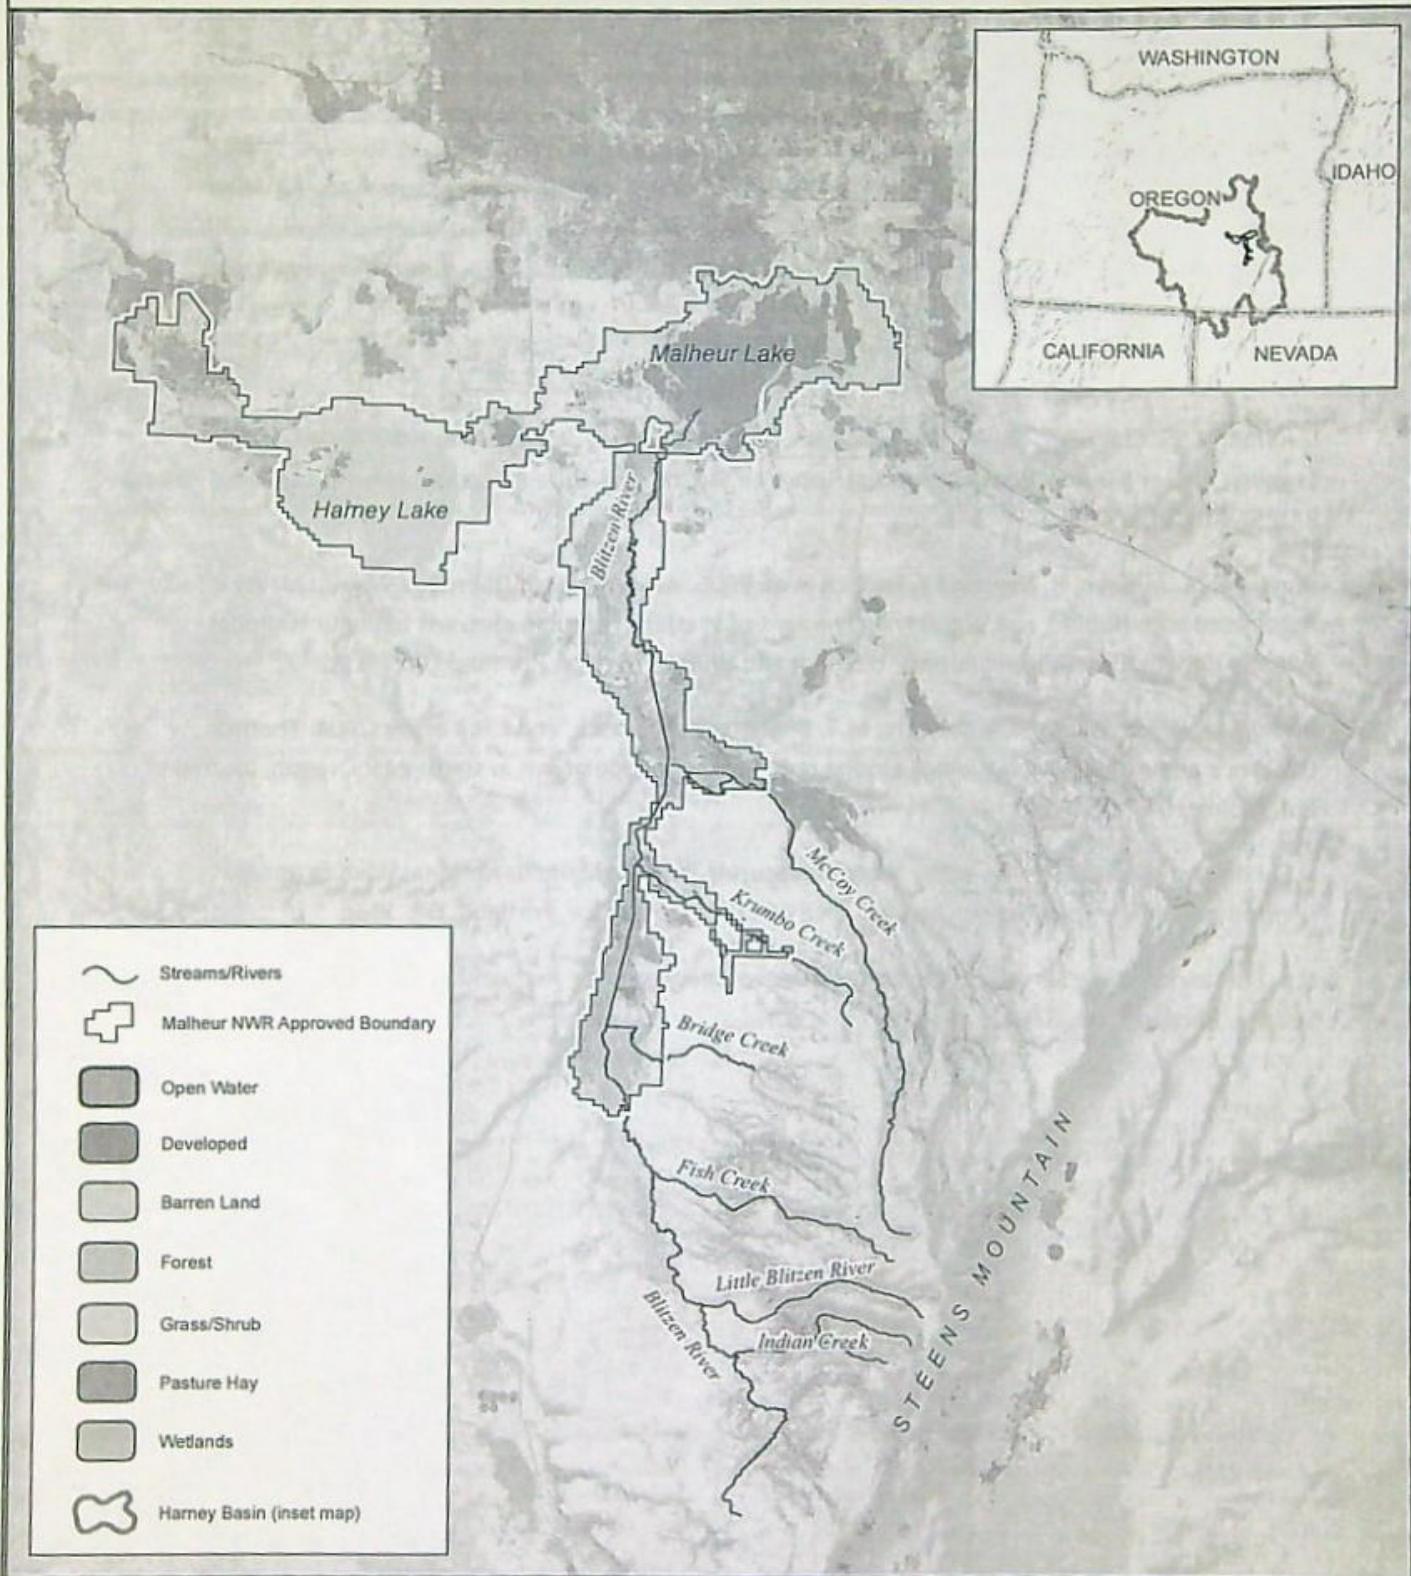 WASHINGTON
IDAHO
OREGON
CALIFORNIA
NEVADA
Malheur Lake
Harney Lake
Blitzen River
McCoy Creek
Krumbo Creek
Bridge Creek
Fish Creek
Little Blitzen River
Blitzen River
Indian Creek
STEENS MOUNTAIN
Streams/Rivers
Malheur NWR Approved Boundary
Open Water
Developed
Barren Land
Forest
Grass/Shrub
Pasture Hay
Wetlands
Harney Basin (inset map)